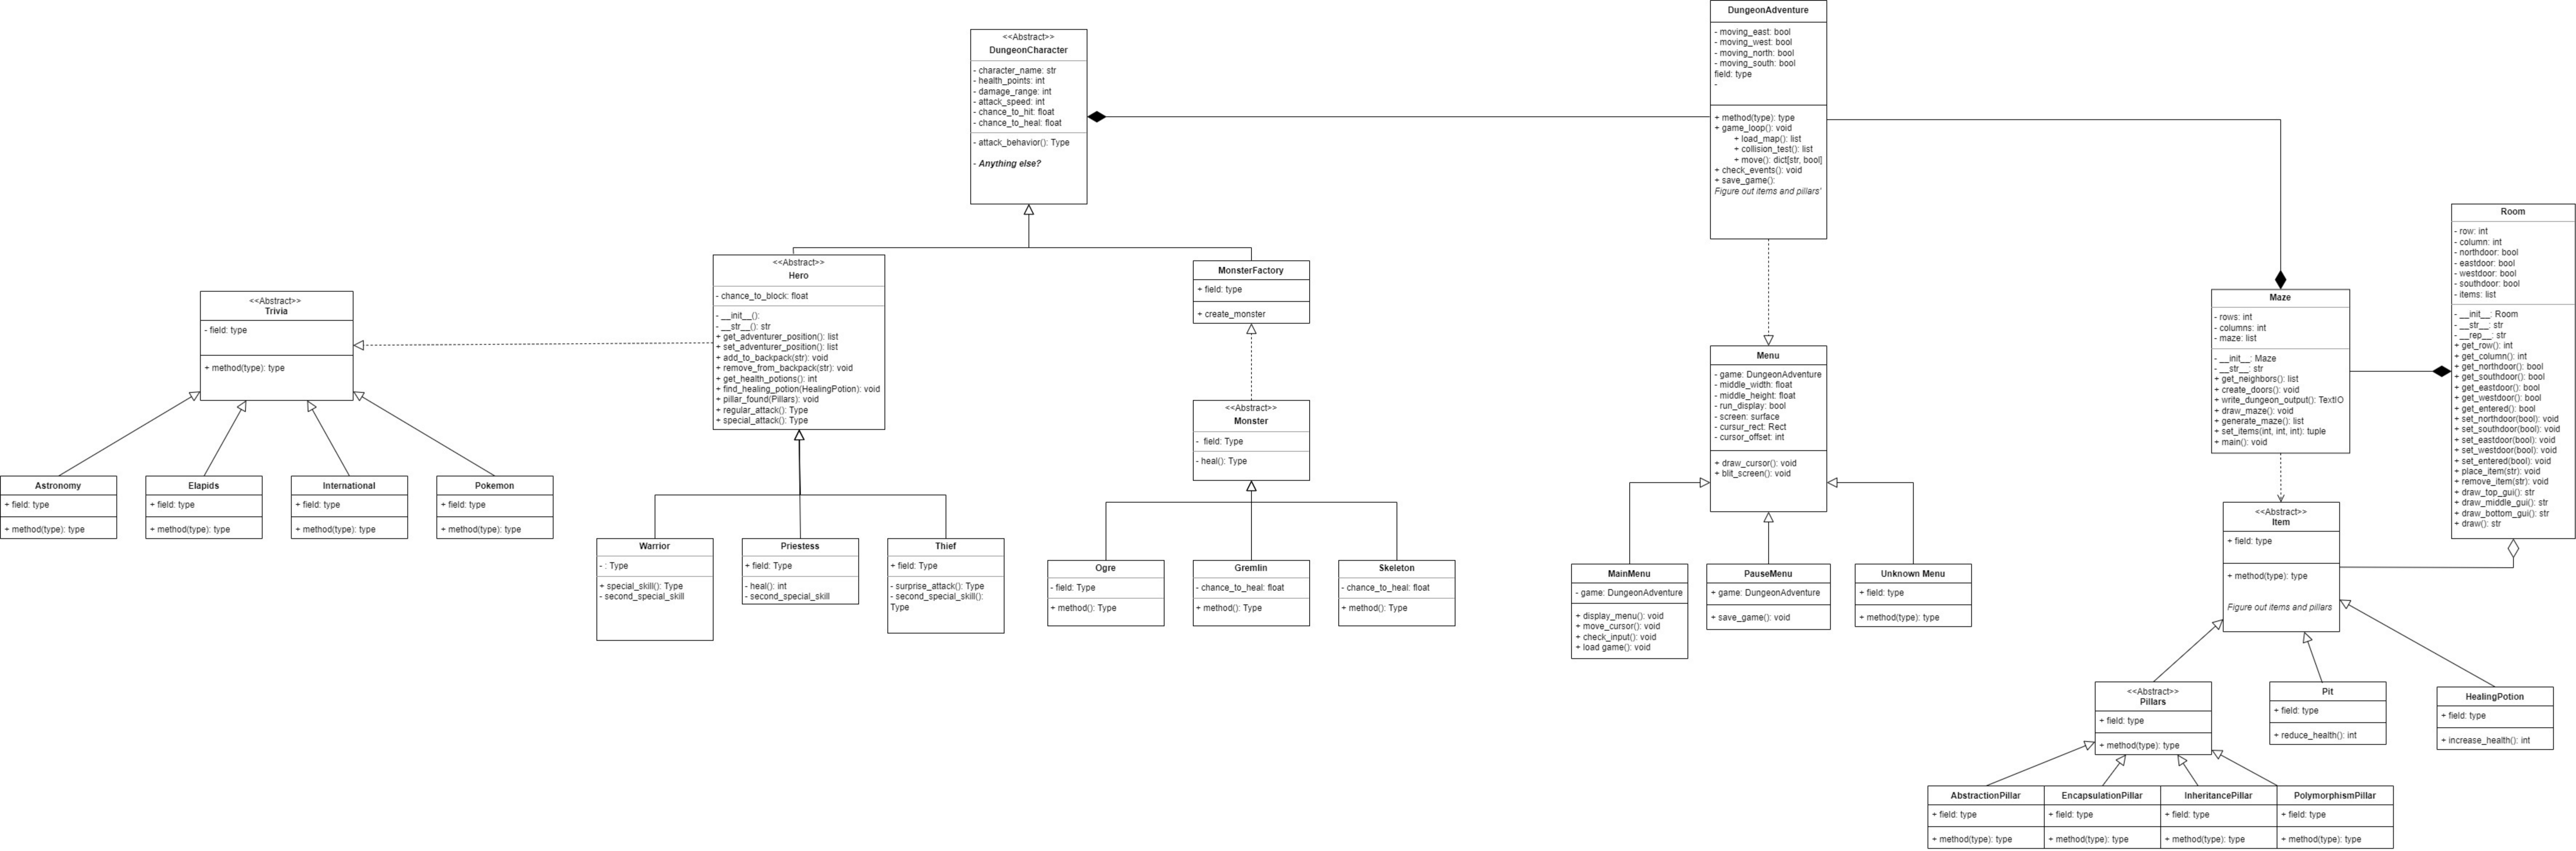 DungeonAdventure
- moving_east: bool
- moving_west: bool
- moving_north: bool
- moving_south: bool
field: type
-
+ method(type): type
+ game_loop(): void
+ load_map(): list
+ collision_test(): list
+ move(): dict[str, bool]
+ check_events(): void
+ save_game():
Figure out items and pillars'
<<Abstract>>
DungeonCharacter
- character_name: str
- health_points: int
- damage_range: int
- attack_speed: int
- chance_to_hit: float
- chance_to_heal: float
- attack_behavior(): Type
- Anything else?
Room
- row: int
- column: int
- northdoor: bool
- eastdoor: bool
- westdoor: bool
- southdoor: bool
- items: list
- __init__: Room
- __str__: str
- __rep__: str
+ get_row(): int
+ get_column(): int
+ get_northdoor(): bool
+ get_southdoor(): bool
+ get_eastdoor(): bool
+ get_westdoor(): bool
+ get_entered(): bool
+ set_northdoor(bool): void
+ set_southdoor(bool): void
+ set_eastdoor(bool): void
+ set_westdoor(bool): void
+ set_entered(bool): void
+ place_item(str): void
+ remove_item(str): void
+ draw_top_gui(): str
+ draw_middle_gui(): str
+ draw_bottom_gui(): str
+ draw(): str
<<Abstract>>
Hero
- chance_to_block: float
- __init__():
- __str__(): str
+ get_adventurer_position(): list
+ set_adventurer_position(): list
+ add_to_backpack(str): void
+ remove_from_backpack(str): void
+ get_health_potions(): int
+ find_healing_potion(HealingPotion): void
+ pillar_found(Pillars): void
+ regular_attack(): Type
+ special_attack(): Type
MonsterFactory
+ field: type
+ create_monster
<<Abstract>>
Trivia
- field: type
+ method(type): type
Maze
- rows: int
- columns: int
- maze: list
- __init__: Maze
- __str__: str
+ get_neighbors(): list
+ create_doors(): void
+ write_dungeon_output(): TextIO
+ draw_maze(): void
+ generate_maze(): list
+ set_items(int, int, int): tuple
+ main(): void
Menu
- game: DungeonAdventure
- middle_width: float
- middle_height: float
- run_display: bool
- screen: surface
- cursur_rect: Rect
- cursor_offset: int
+ draw_cursor(): void
+ blit_screen(): void
<<Abstract>>
Monster
- field: Type
- heal(): Type
Astronomy
+ field: type
+ method(type): type
Elapids
+ field: type
+ method(type): type
International
+ field: type
+ method(type): type
Pokemon
+ field: type
+ method(type): type
<<Abstract>>
Item
+ field: type
+ method(type): type
Figure out items and pillars
Warrior
- : Type
+ special_skill(): Type
- second_special_skill
Priestess
+ field: Type
- heal(): int
- second_special_skill
Thief
+ field: Type
- surprise_attack(): Type
- second_special_skill():
Type
Ogre
- field: Type
+ method(): Type
Gremlin
- chance_to_heal: float
+ method(): Type
Skeleton
- chance_to_heal: float
+ method(): Type
MainMenu
- game: DungeonAdventure
+ display_menu(): void
+ move_cursor(): void
+ check_input(): void
+ load game(): void
PauseMenu
+ game: DungeonAdventure
+ save_game(): void
Unknown Menu
+ field: type
+ method(type): type
<<Abstract>>
Pillars
+ field: type
+ method(type): type
Pit
+ field: type
+ reduce_health(): int
HealingPotion
+ field: type
+ increase_health(): int
AbstractionPillar
+ field: type
+ method(type): type
EncapsulationPillar
+ field: type
+ method(type): type
InheritancePillar
+ field: type
+ method(type): type
PolymorphismPillar
+ field: type
+ method(type): type